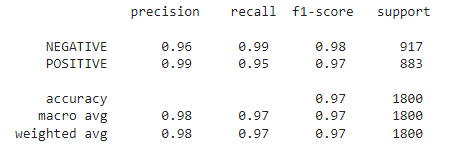 precision recall f1-score support
NEGATIVE 0.96 0.99 0.98 917
POSITIVE 0.99 0.95 0.97 883
accuracy 0.97 1800
macro avg 0.98 0.97 0.97 1800
weighted avg 0.98 0.97 0.97 1800